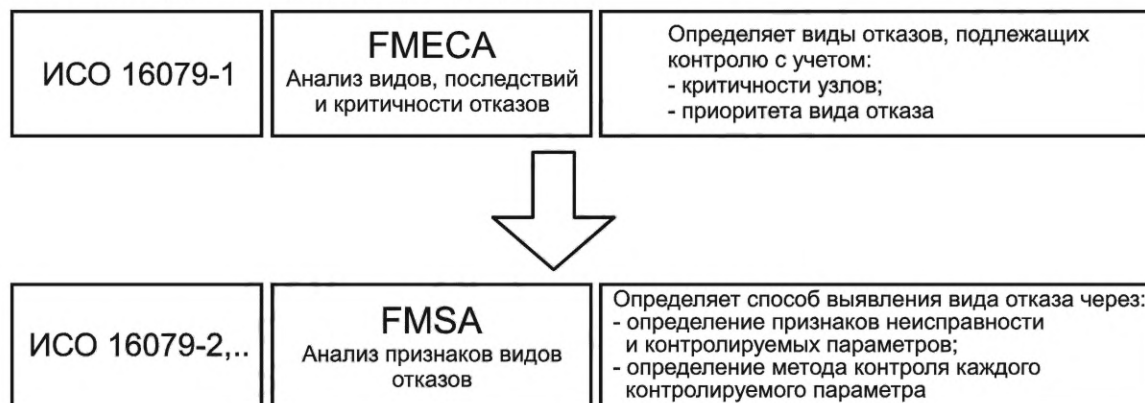 ИСО 16079-1
FMECA
Анализ видов, последствий
и критичности отказов
Определяет виды отказов, подлежащих
контролю с учетом:
- критичности узлов;
- приоритета вида отказа
ИСО 16079-2,..
FMSA
Анализ признаков видов
отказов
Определяет способ выявления вида отказа через:
- определение признаков неисправности
и контролируемых параметров;
- определение метода контроля каждого
контролируемого параметра